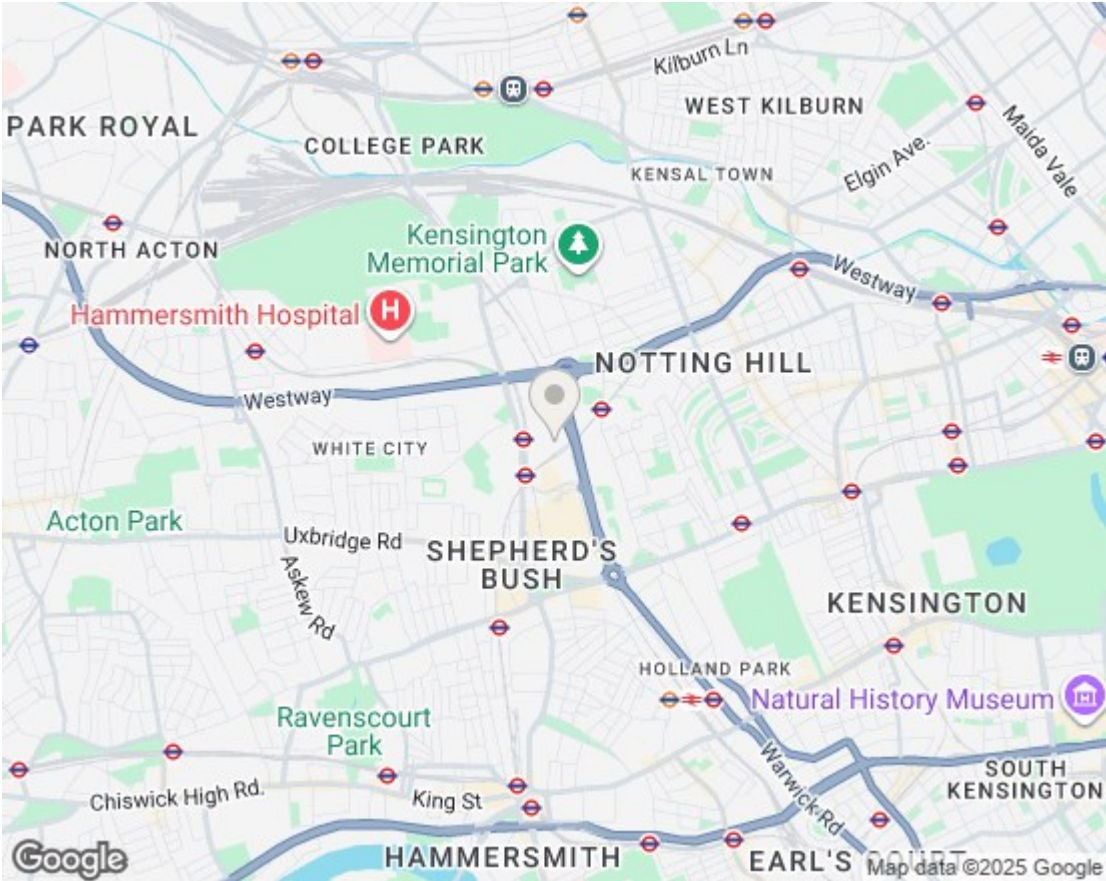 Kilburn Ln
WEST KILBURN
PARK ROYAL
Maida Vale
COLLEGE PARK
Elgin Ave.
KENSAL TOWN
Kensington
Memorial Park
NORTH ACTON
Westway
Hammersmith Hospital
H
NOTTING HILL
Westway
WHITE CITY
Acton Park
Uxbridge Rd
SHEPHERD'S
BUSH
Askew Rd
KENSINGTON
HOLLAND PARK
Natural History Museum
Ravenscourt
Park
Warwick Rd
SOUTH
KENSINGTON
Chiswick High Rd.
King St
HAMMERSMITH
EARL'S COURT
Google
Map data ©2025 Google